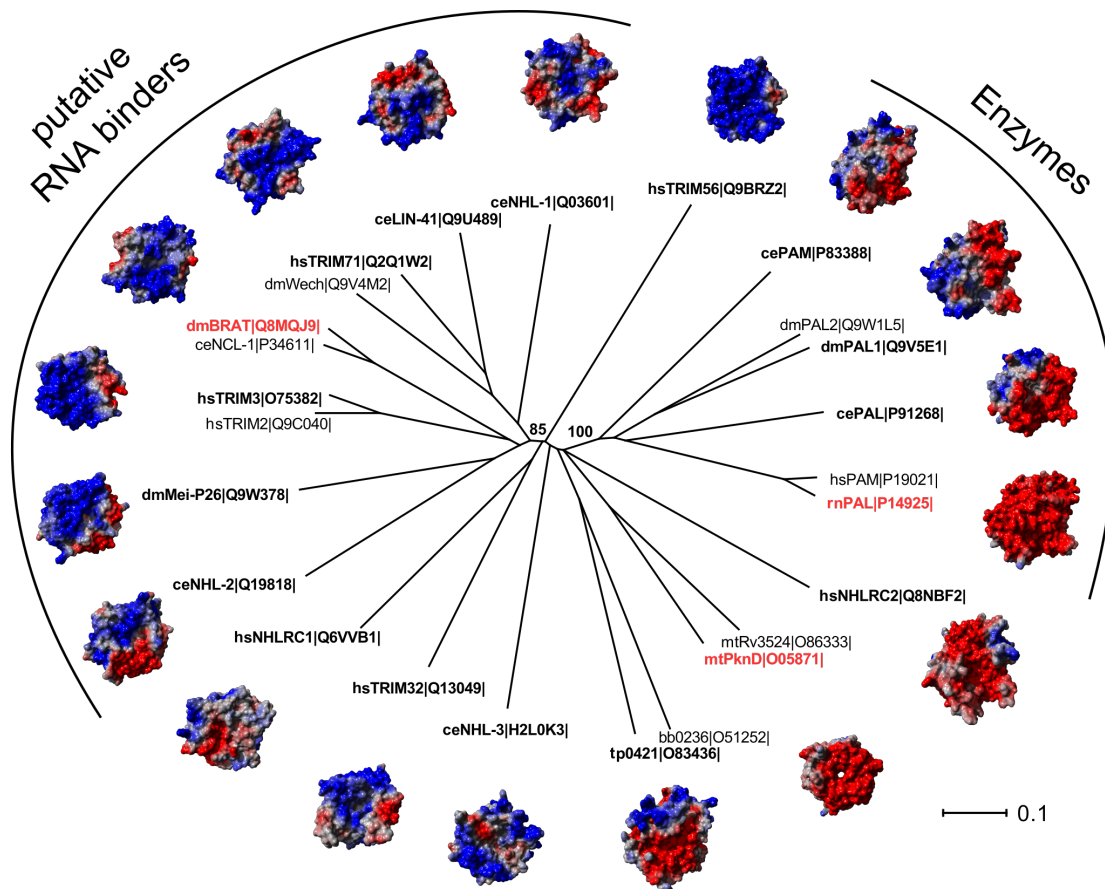 putative
RNA binders
Enzymes
hsTRIM56|Q9BRZ2|
ceNHL-1|Q03601|
ceLIN-41|Q9U489|
cePAM|P83388|
hsTRIM71|Q2Q1W2|
dmWech|Q9V4M2|
dmBRAT|Q8MQJ9|
ceNCL-1|P34611|
dmPAL2|Q9W1L5|
dmPAL1|Q9V5E1|
hsTRIM3|O75382|
hsTRIM2|Q9C040|
cePAL|P91268|
85
100
hsPAM|P19021|
rnPAL|P14925|
dmMei-P26|Q9W378|
ceNHL-2|Q19818|
hsNHLRC2|Q8NBF2|
hsNHLRC1|Q6VVB1|
mtRv3524|O86333|
mtPknD|O05871|
hsTRIM32|Q13049|
ceNHL-3|H2L0K3|
bb0236|O51252|
tp0421|O83436|
0.1